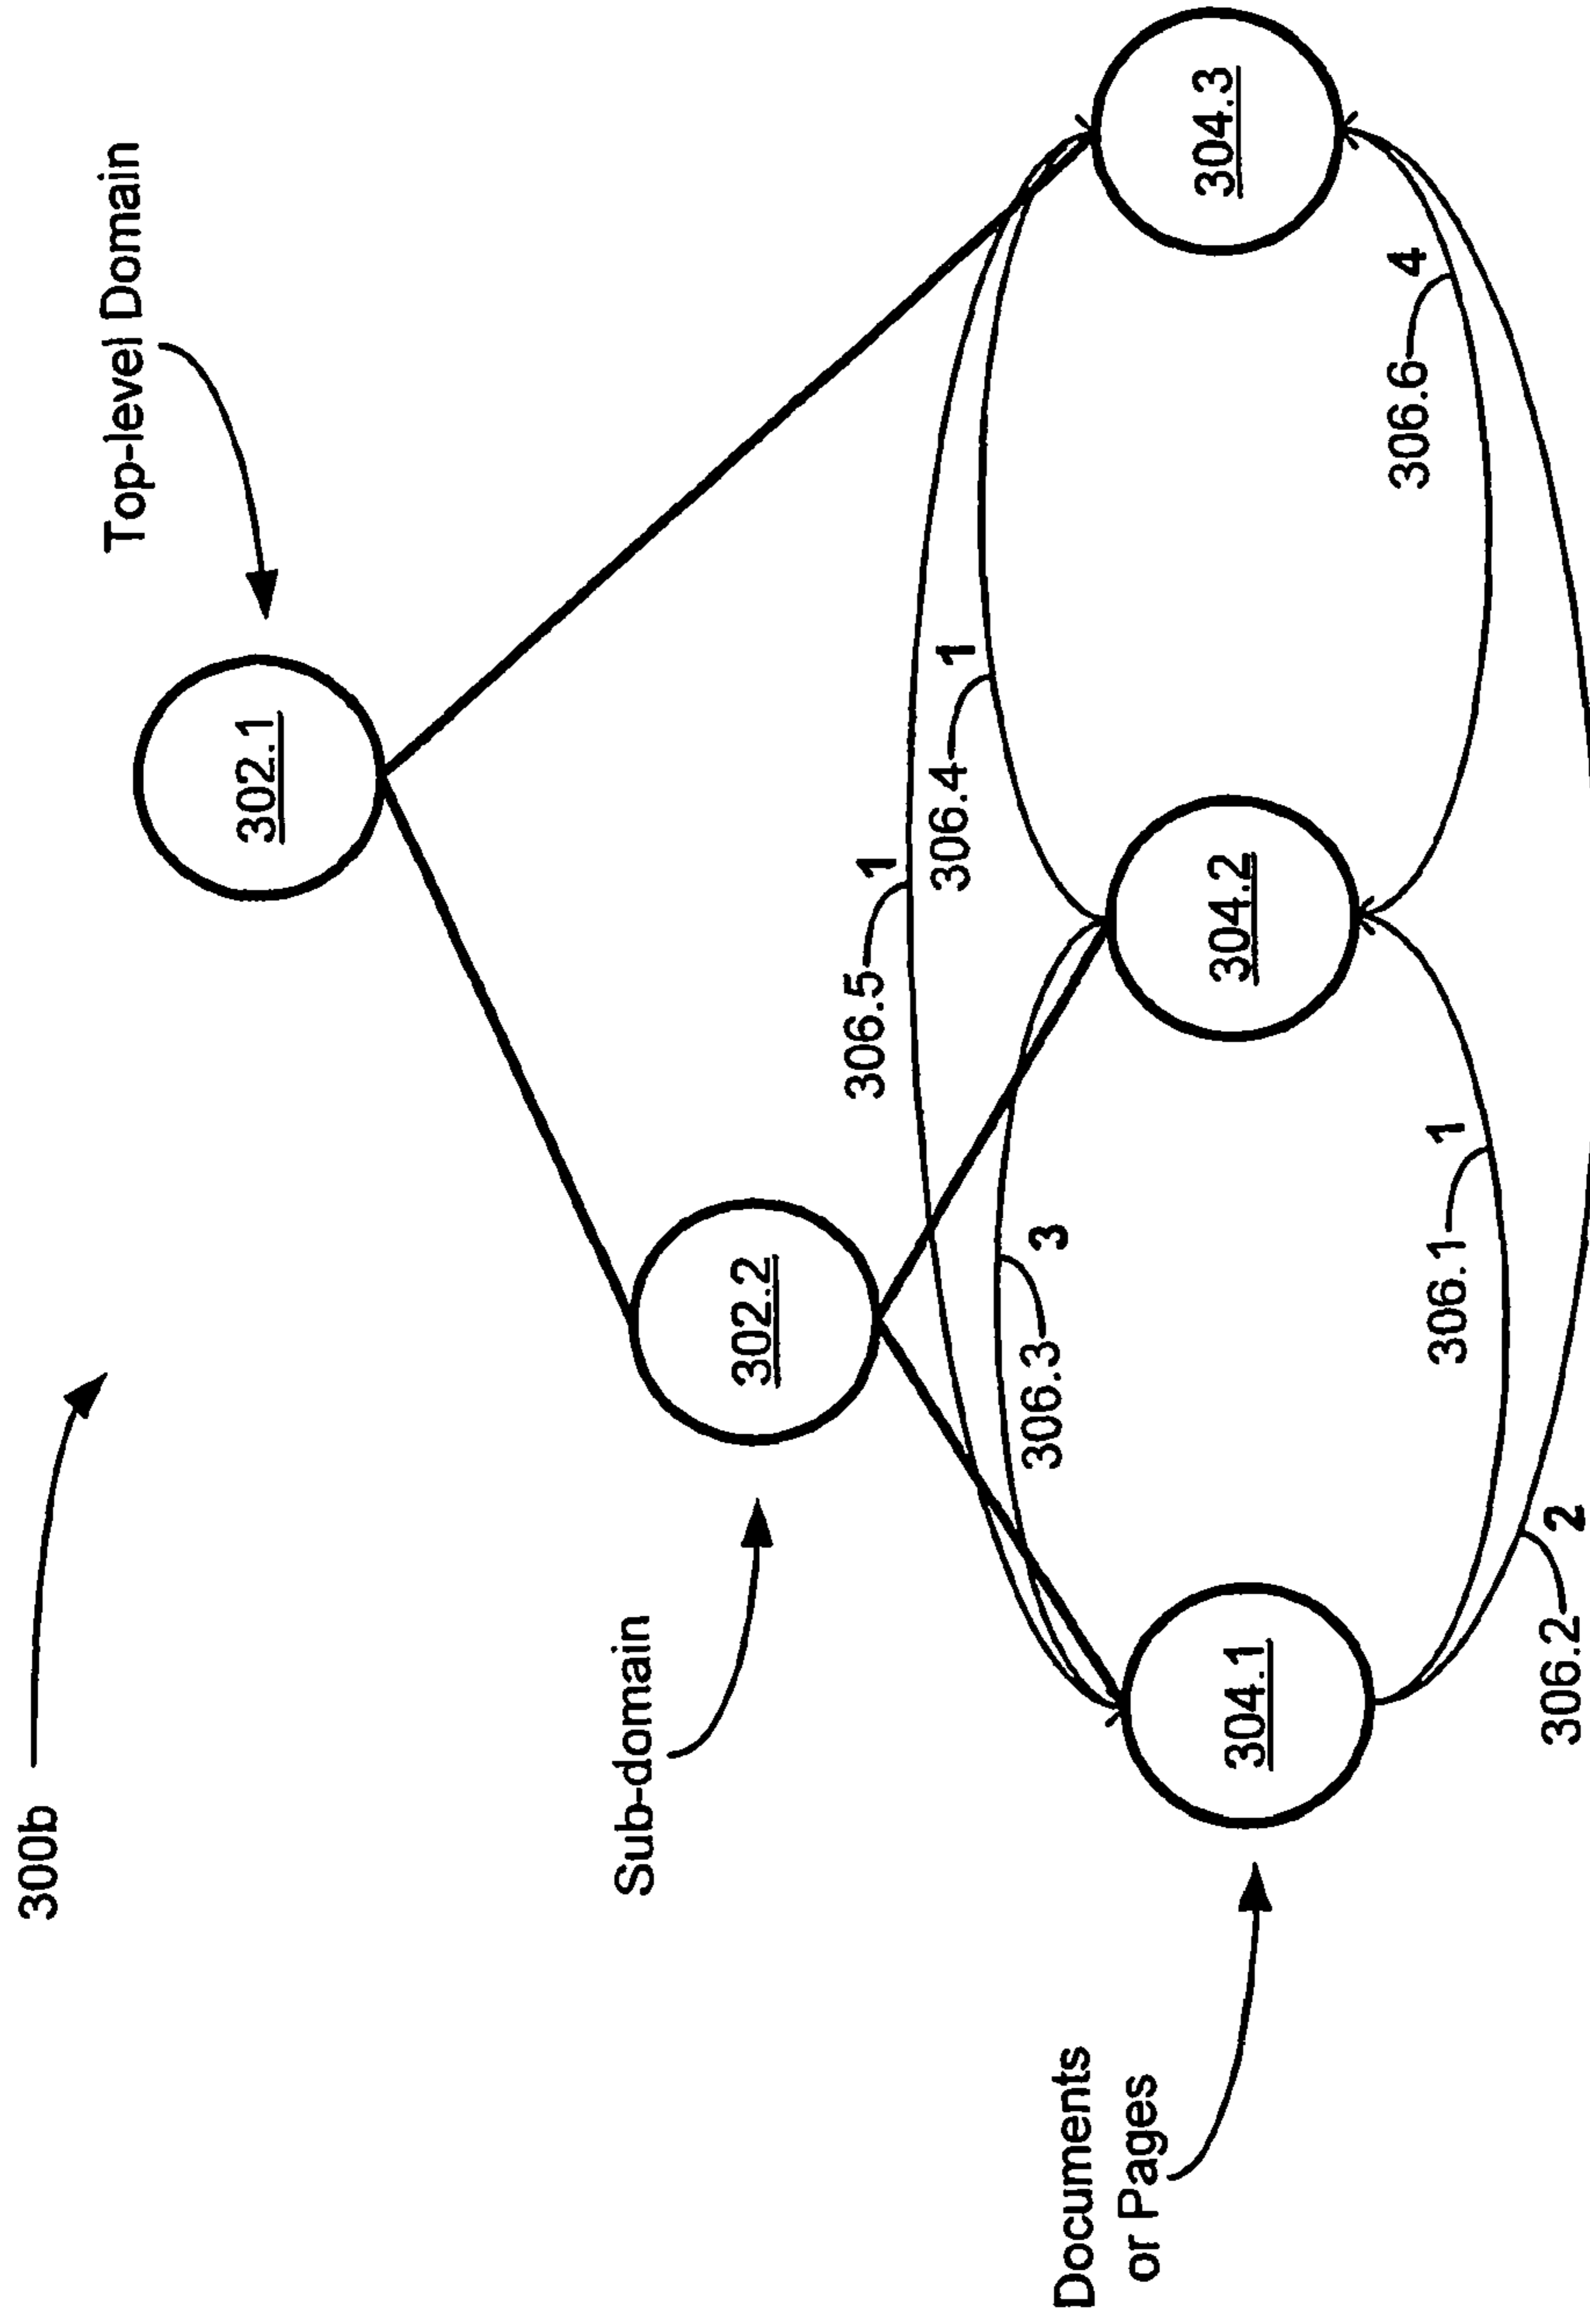 300b
Top-level Domain
302.1
Sub-domain
302.2
306.5 1
306.4 1
306.3 3
Documents
or Pages
304.1
304.2
304.3
306.6 4
306.1 1
306.2 2